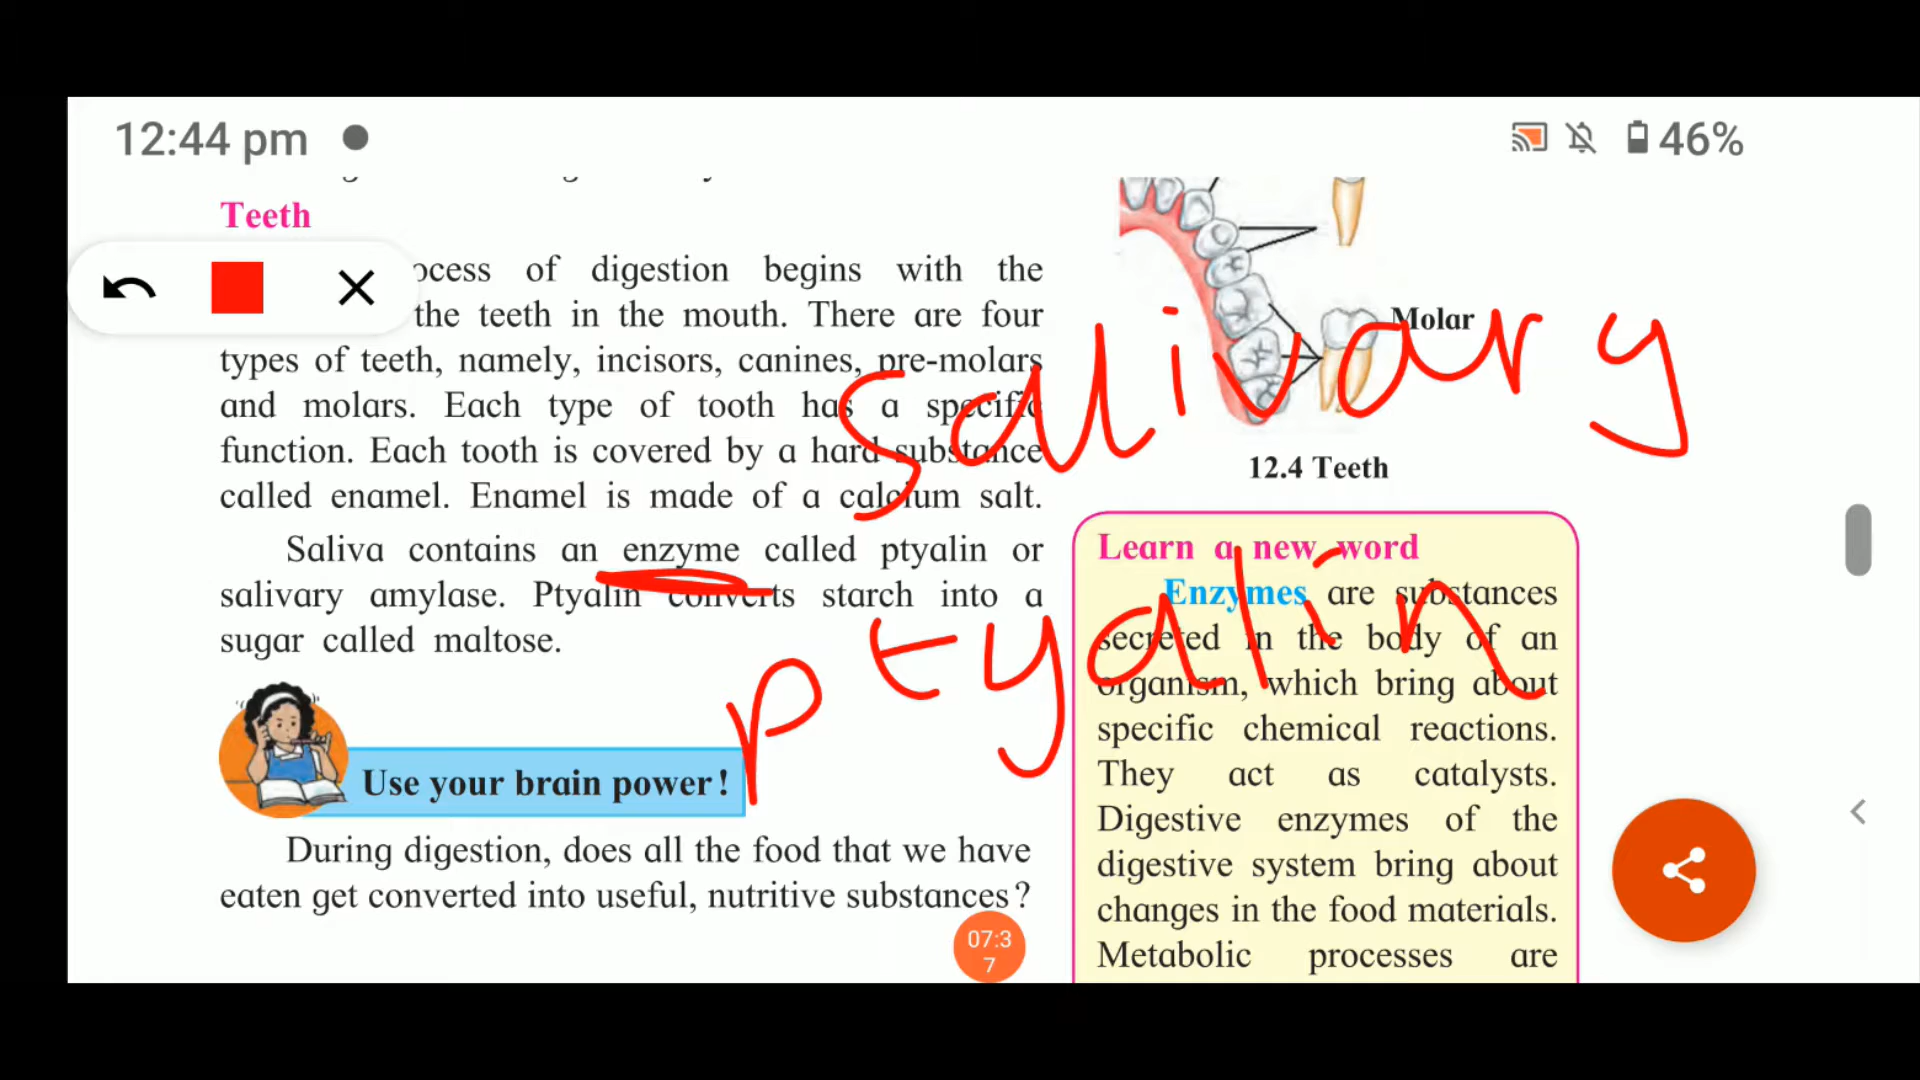 12:44 pm
46%
Teeth
ocess of digestion begins with the
the teeth in the mouth. There are four
types of teeth, namely, incisors, canines, pre-molars
and molars. Each type of tooth has a specific
function. Each tooth is covered by a hard substance
called enamel. Enamel is made of a calcium salt.
Saliva contains an enzyme called ptyalin or
salivary amylase. Ptyalin converts starch into a
sugar called maltose.
Use your brain power!
During digestion, does all the food that we have
eaten get converted into useful, nutritive substances?
07:3
7
Molar
salivary
12.4 Teeth
ptyalin
Learn a new word
Enzymes are substances
secreted in the body of an
organism, which bring about
specific chemical reactions.
They act as catalysts.
Digestive enzymes of the
digestive system bring about
changes in the food materials.
Metabolic processes are